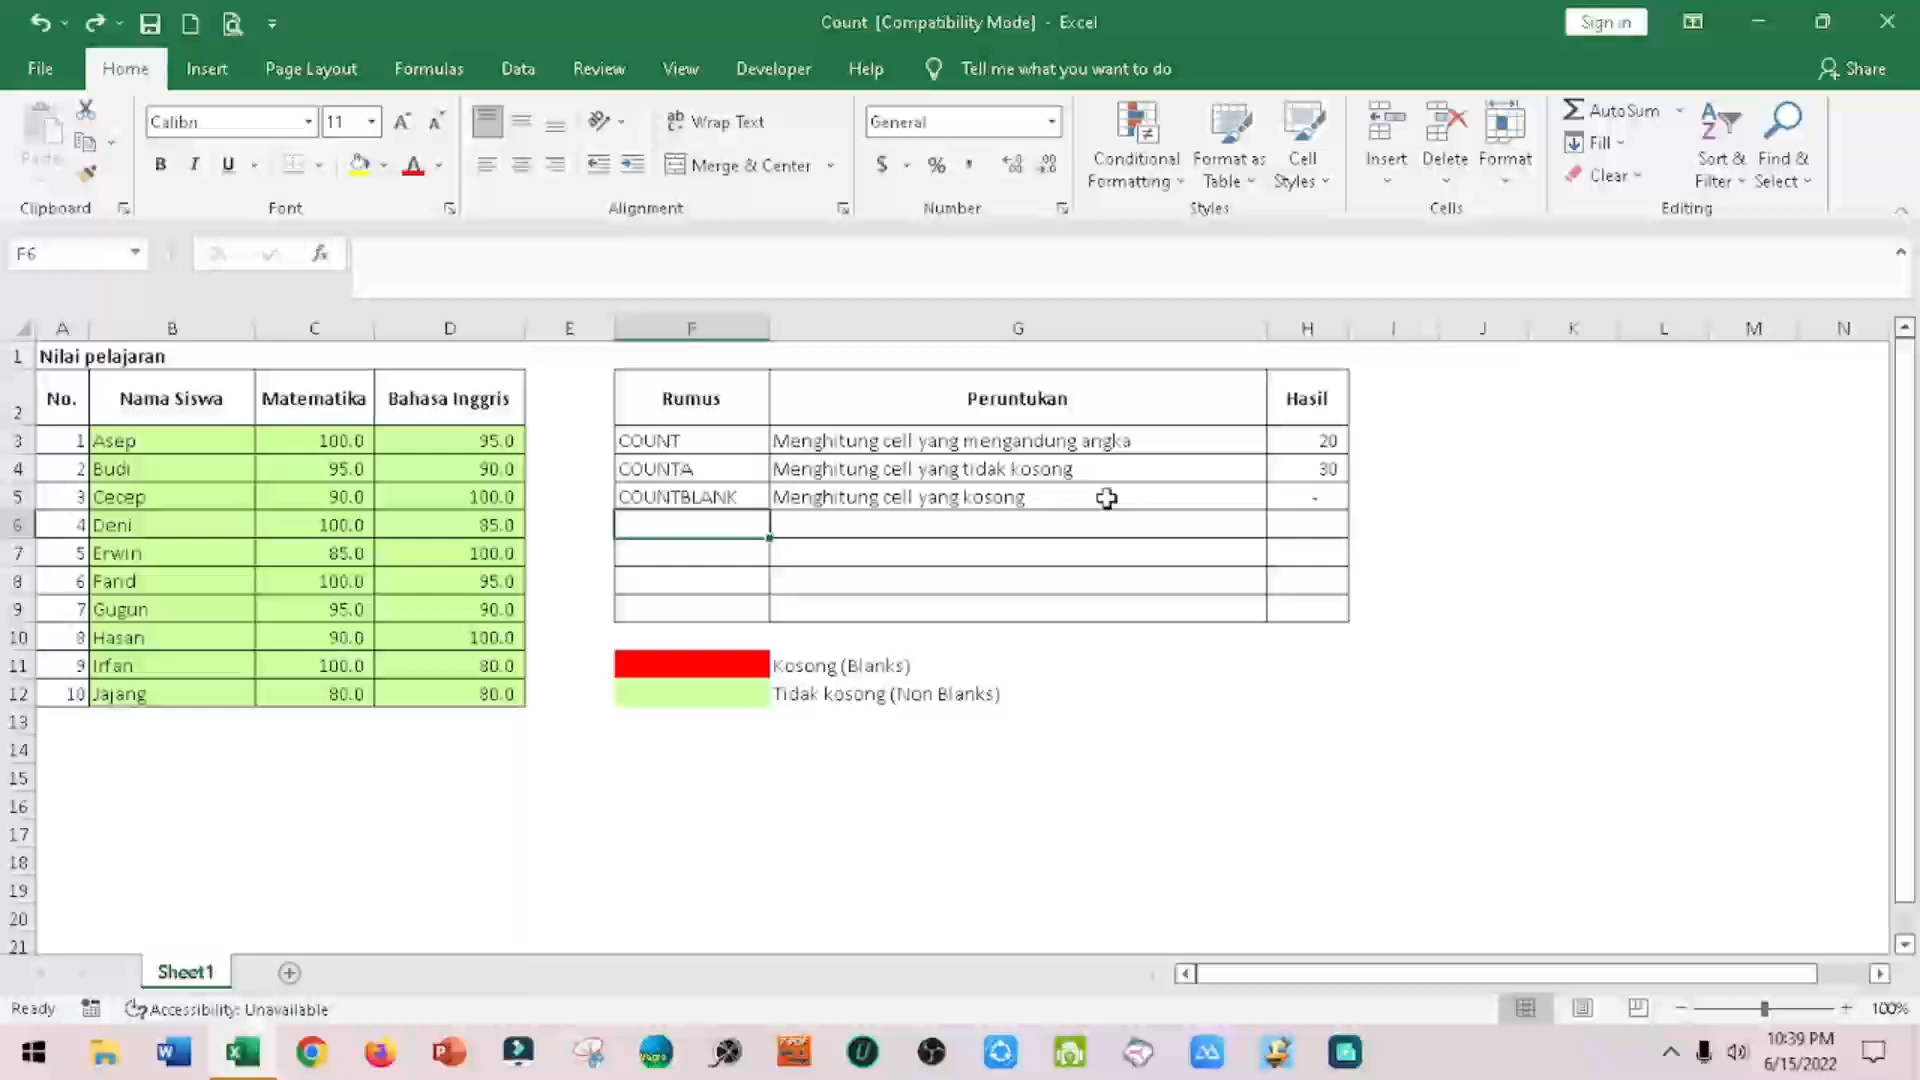 Count [Compatibility Mode] - Excel
Sign in
File Home Insert Page Layout Formulas Data Review View Developer Help Tell me what you want to do Share
Paste
Calibri 11
Wrap Text
General
Conditional Formatting
Format as Table
Cell Styles
Insert Delete Format
AutoSum
Fill
Clear
Sort & Filter
Find & Select
B I U
Merge & Center
$ % ,
Clipboard Font Alignment Number Styles Cells Editing
F6 fx
A B C D E F G H I J K L M N
1 Nilai pelajaran
2 No. Nama Siswa Matematika Bahasa Inggris Rumus Peruntukan Hasil
3 1 Asep 100.0 95.0 COUNT Menghitung cell yang mengandung angka 20
4 2 Budi 95.0 90.0 COUNTA Menghitung cell yang tidak kosong 30
5 3 Cecep 90.0 100.0 COUNTBLANK Menghitung cell yang kosong -
6 4 Deni 100.0 85.0
7 5 Erwin 85.0 100.0
8 6 Farid 100.0 95.0
9 7 Gugun 95.0 90.0
10 8 Hasan 90.0 100.0
11 9 Irfan 100.0 80.0 Kosong (Blanks)
12 10 Jajang 80.0 80.0 Tidak kosong (Non Blanks)
13
14
15
16
17
18
19
20
21
Sheet1
Ready Accessibility: Unavailable 100%
10:39 PM
6/15/2022